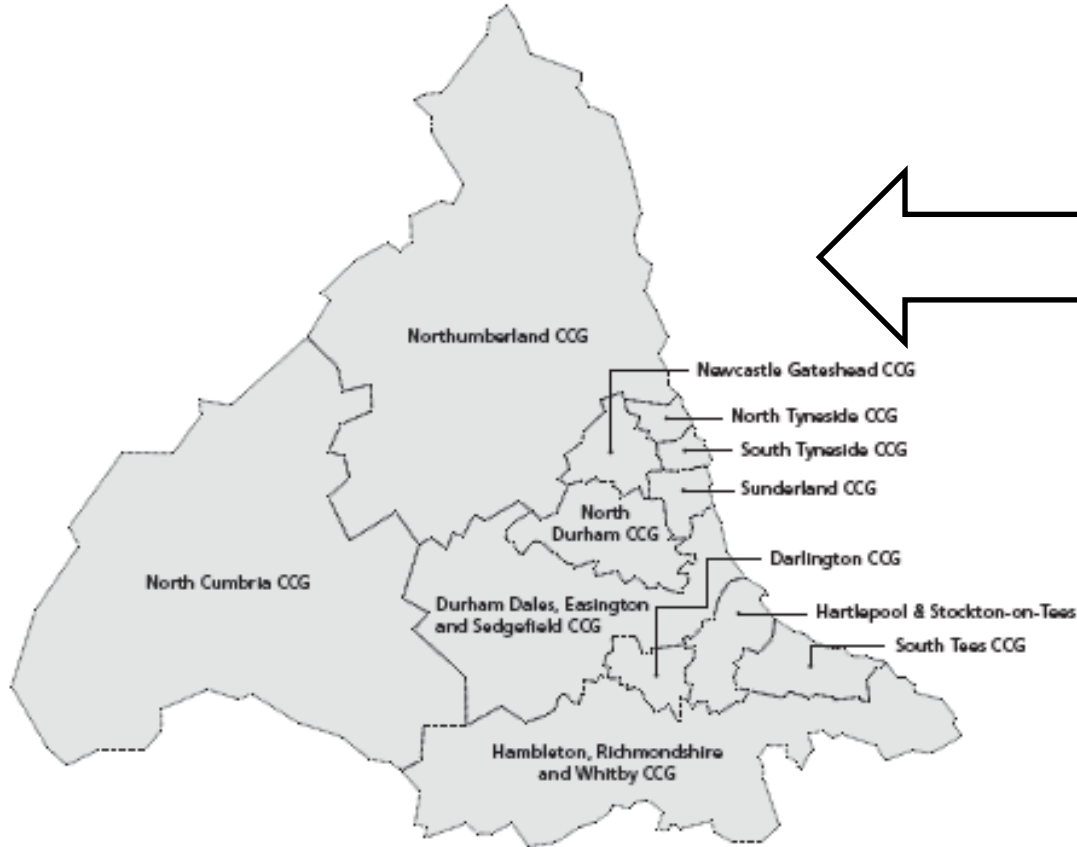 Northumberland CCG
Newcastle Gateshead CCG
North Tyneside CCG
South Tyneside CCG
Sunderland CCG
North
Durham CCG
Darlington CCG
North Cumbria CCG
Durham Dales, Easington
and Sedgefield CCG
Hartlepool & Stockton-on-Tees
South Tees CCG
Hambleton, Richmondshire
and Whitby CCG